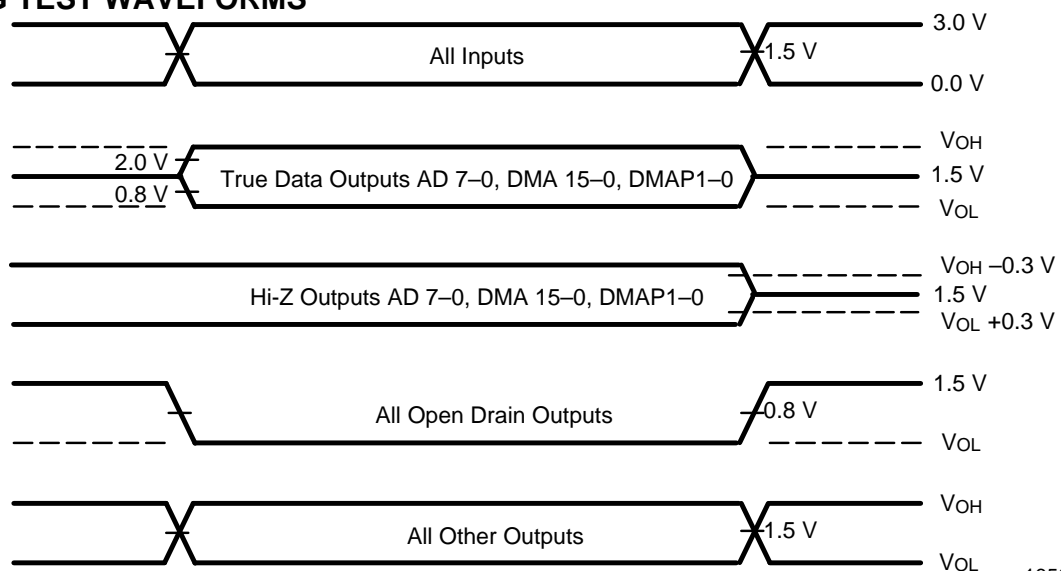 G TEST WAVEFORMS
3.0 V
All Inputs
1.5 V
0.0 V
VOH
2.0 V
True Data Outputs AD 7–0, DMA 15–0, DMAP1–0
1.5 V
0.8 V
VOL
VOH –0.3 V
Hi-Z Outputs AD 7–0, DMA 15–0, DMAP1–0
1.5 V
VOL +0.3 V
1.5 V
All Open Drain Outputs
0.8 V
VOL
VOH
All Other Outputs
1.5 V
VOL